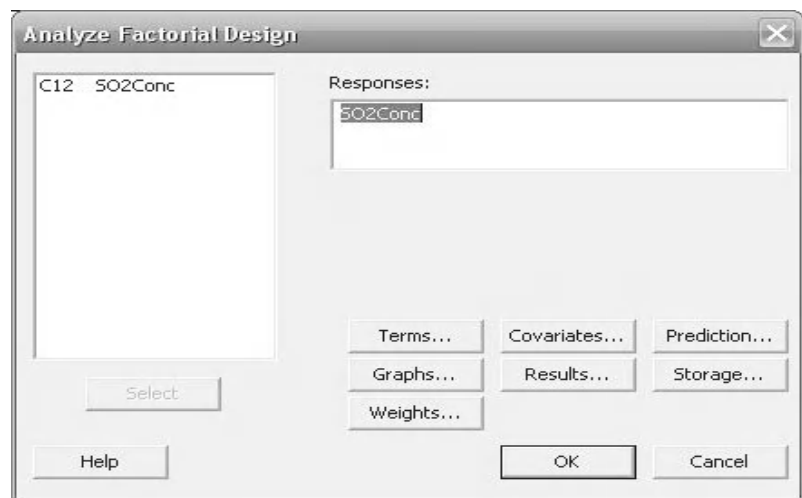 Analyze Factorial Design
C12 SO2Conc
Responses:
SO2Conc
Terms...
Covariates...
Prediction...
Graphs...
Results...
Storage...
Weights...
Select
Help
OK
Cancel